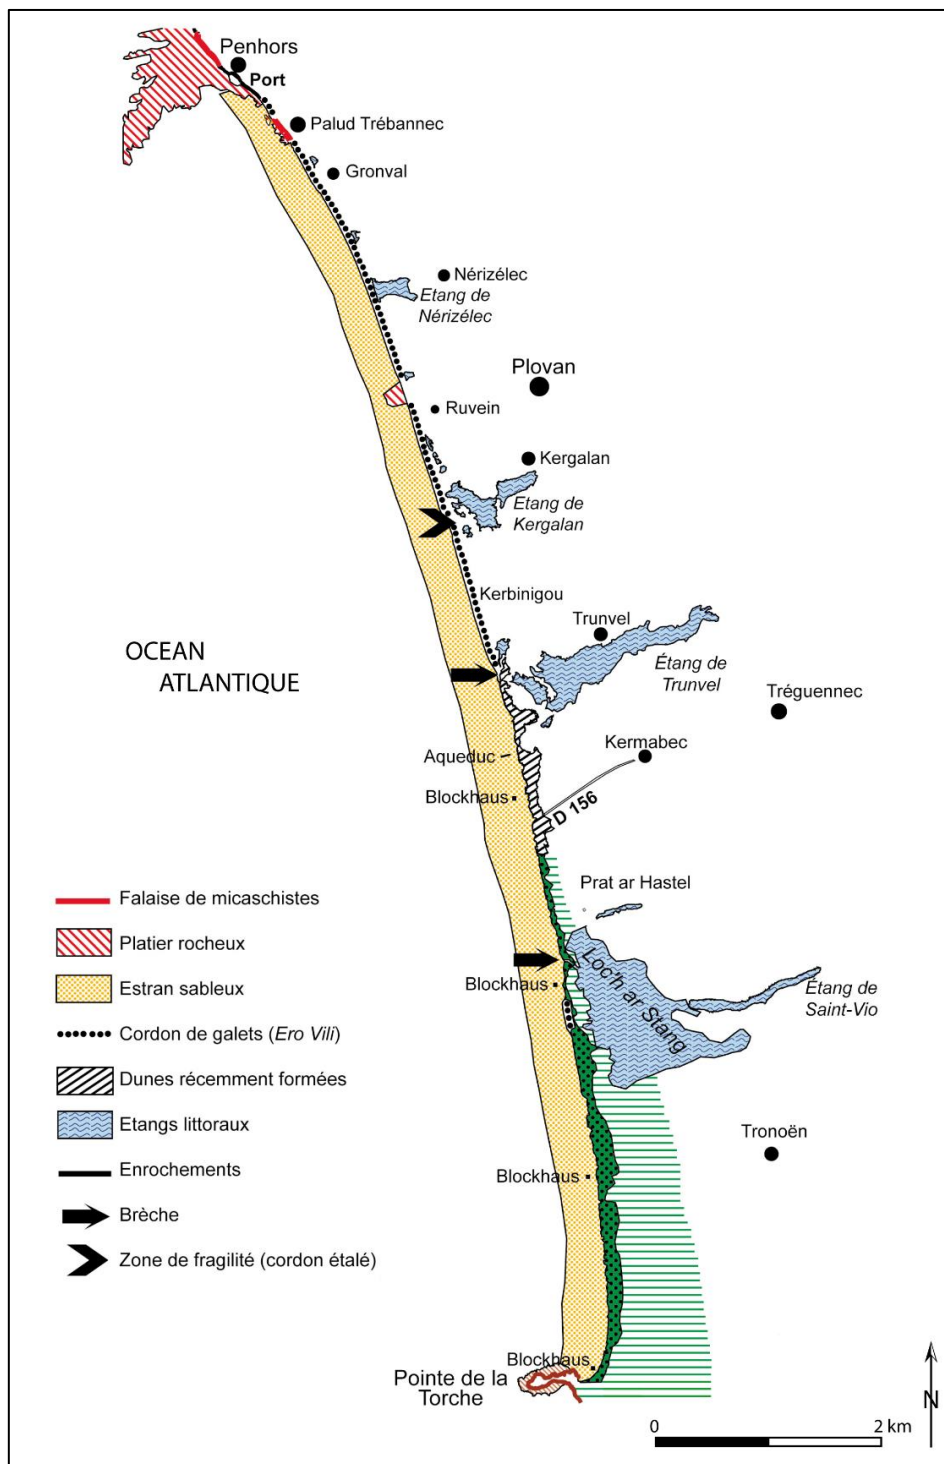 Penhors
Port
Palud Trébannec
Gronval
Nérizélec
Etang de
Nérizélec
Plovan
Ruvein
Kergalan
Etang de
Kergalan
Kerbinigou
Trunvel
OCEAN
ATLANTIQUE
Étang de
Trunvel
Tréguennec
Kermabec
Aqueduc
Blockhaus
D 156
Prat ar Hastel
Falaise de micaschistes
Platier rocheux
Estran sableux
Cordon de galets (Ero Vili)
Dunes récemment formées
Etangs littoraux
Enrochements
Brèche
Zone de fragilité (cordon étalé)
Blockhaus
Loc'h ar Stang
Étang de
Saint-Vio
Tronoën
Blockhaus
Blockhaus
Pointe de la
Torche
N
0 2 km